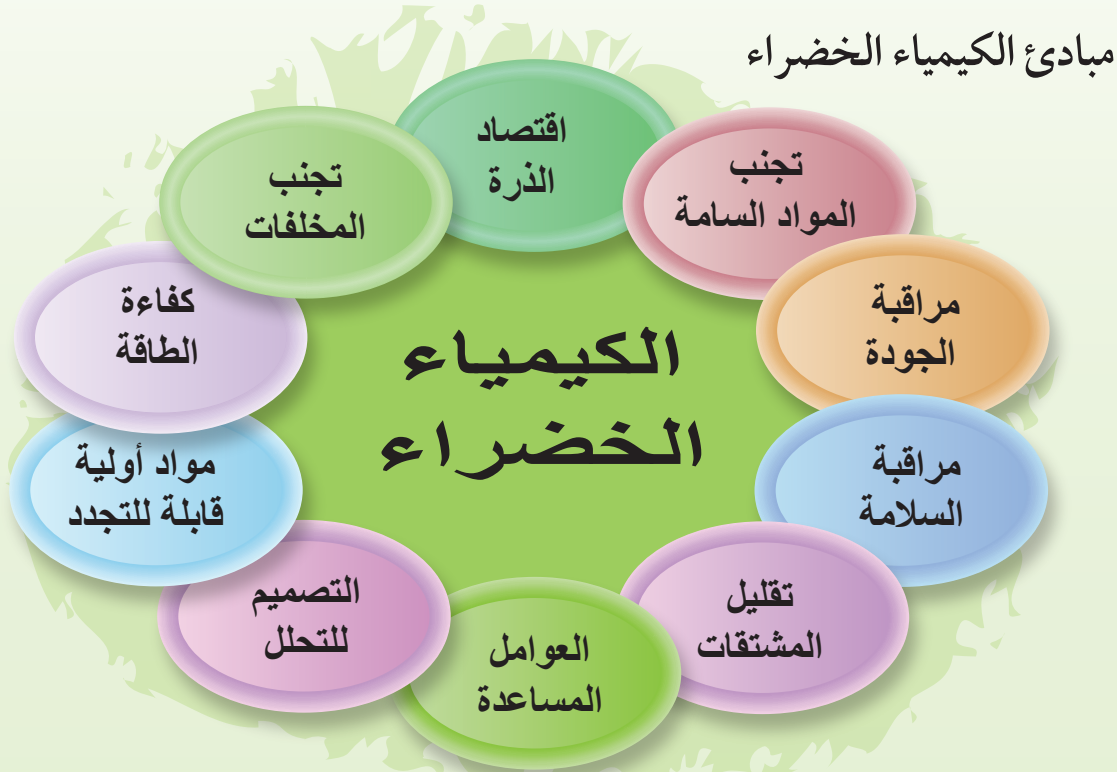 مبادئ الكيمياء الخضراء
اقتصاد
الذرة
تجنب
المواد السامة
مراقبة
الجودة
مراقبة
السلامة
تقليل
المشتقات
العوامل
المساعدة
التصميم
للتحلل
مواد أولية
قابلة للتجدد
كفاءة
الطاقة
تجنب
المخلفات
الكيمياء
الخضراء